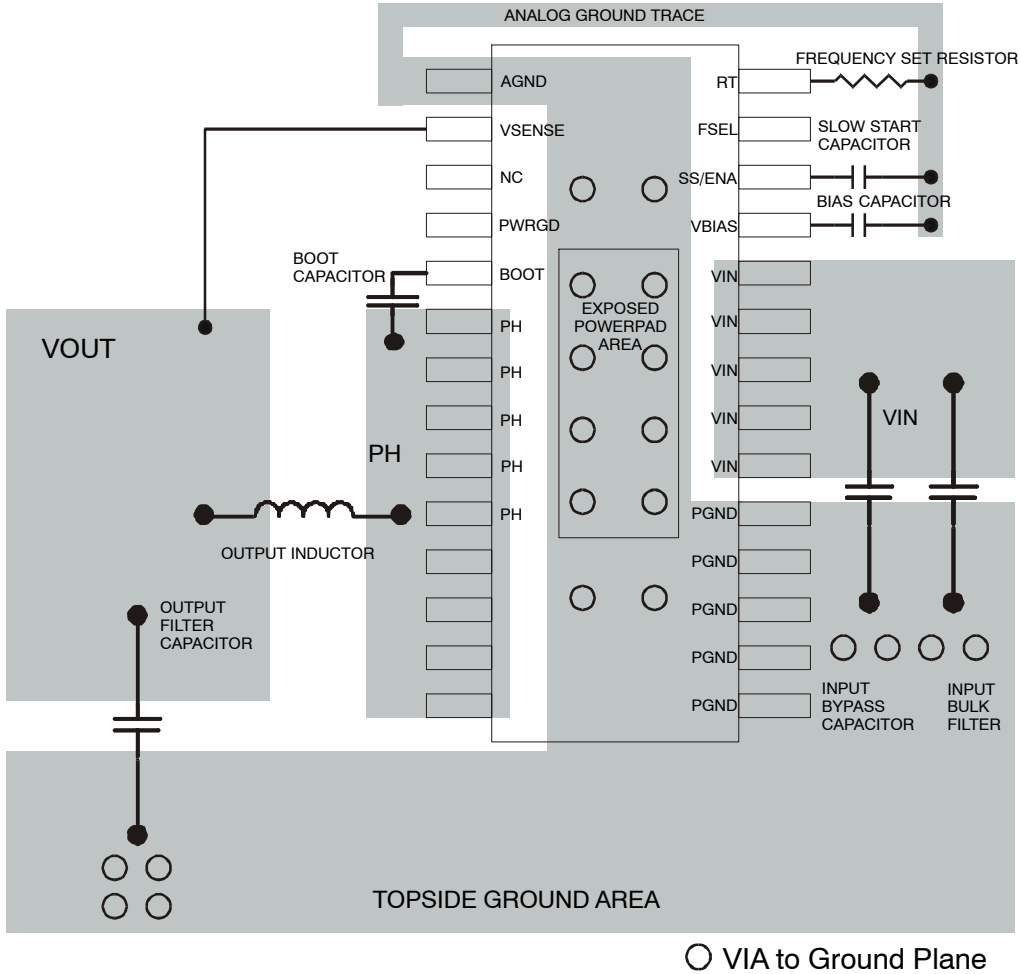 ANALOG GROUND TRACE
FREQUENCY SET RESISTOR
AGND
RT
VSENSE
FSEL
SLOW START
CAPACITOR
NC
SS/ENA
PWRGD
VBIAS
BIAS CAPACITOR
BOOT
CAPACITOR
BOOT
VIN
EXPOSED
POWERPAD
AREA
PH
VIN
VOUT
PH
VIN
PH
VIN
VIN
PH
PH
VIN
PH
PGND
OUTPUT INDUCTOR
PGND
OUTPUT
FILTER
CAPACITOR
PGND
PGND
PGND
INPUT
BYPASS
CAPACITOR
INPUT
BULK
FILTER
TOPSIDE GROUND AREA
VIA to Ground Plane